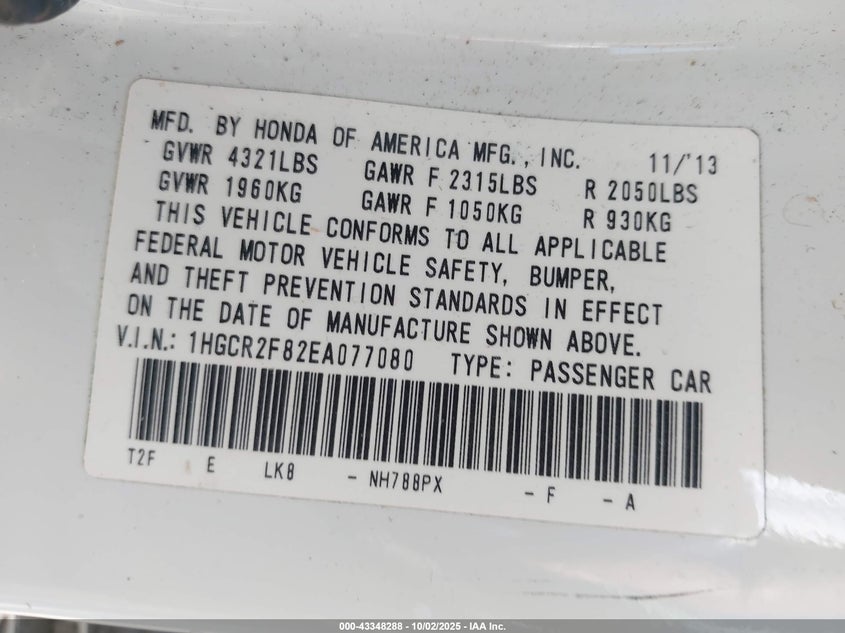 MFD. BY HONDA OF AMERICA MFG., INC. 11/'13
GVWR 4321LBS GAWR F 2315LBS R 2050LBS
GVWR 1960KG GAWR F 1050KG R 930KG
THIS VEHICLE CONFORMS TO ALL APPLICABLE
FEDERAL MOTOR VEHICLE SAFETY, BUMPER,
AND THEFT PREVENTION STANDARDS IN EFFECT
ON THE DATE OF MANUFACTURE SHOWN ABOVE.
V.I.N.: 1HGCR2F82EA077080 TYPE: PASSENGER CAR
T2F E LK8 - NH788PX - F - A
000-43348288 - 10/02/2025 - IAA Inc.